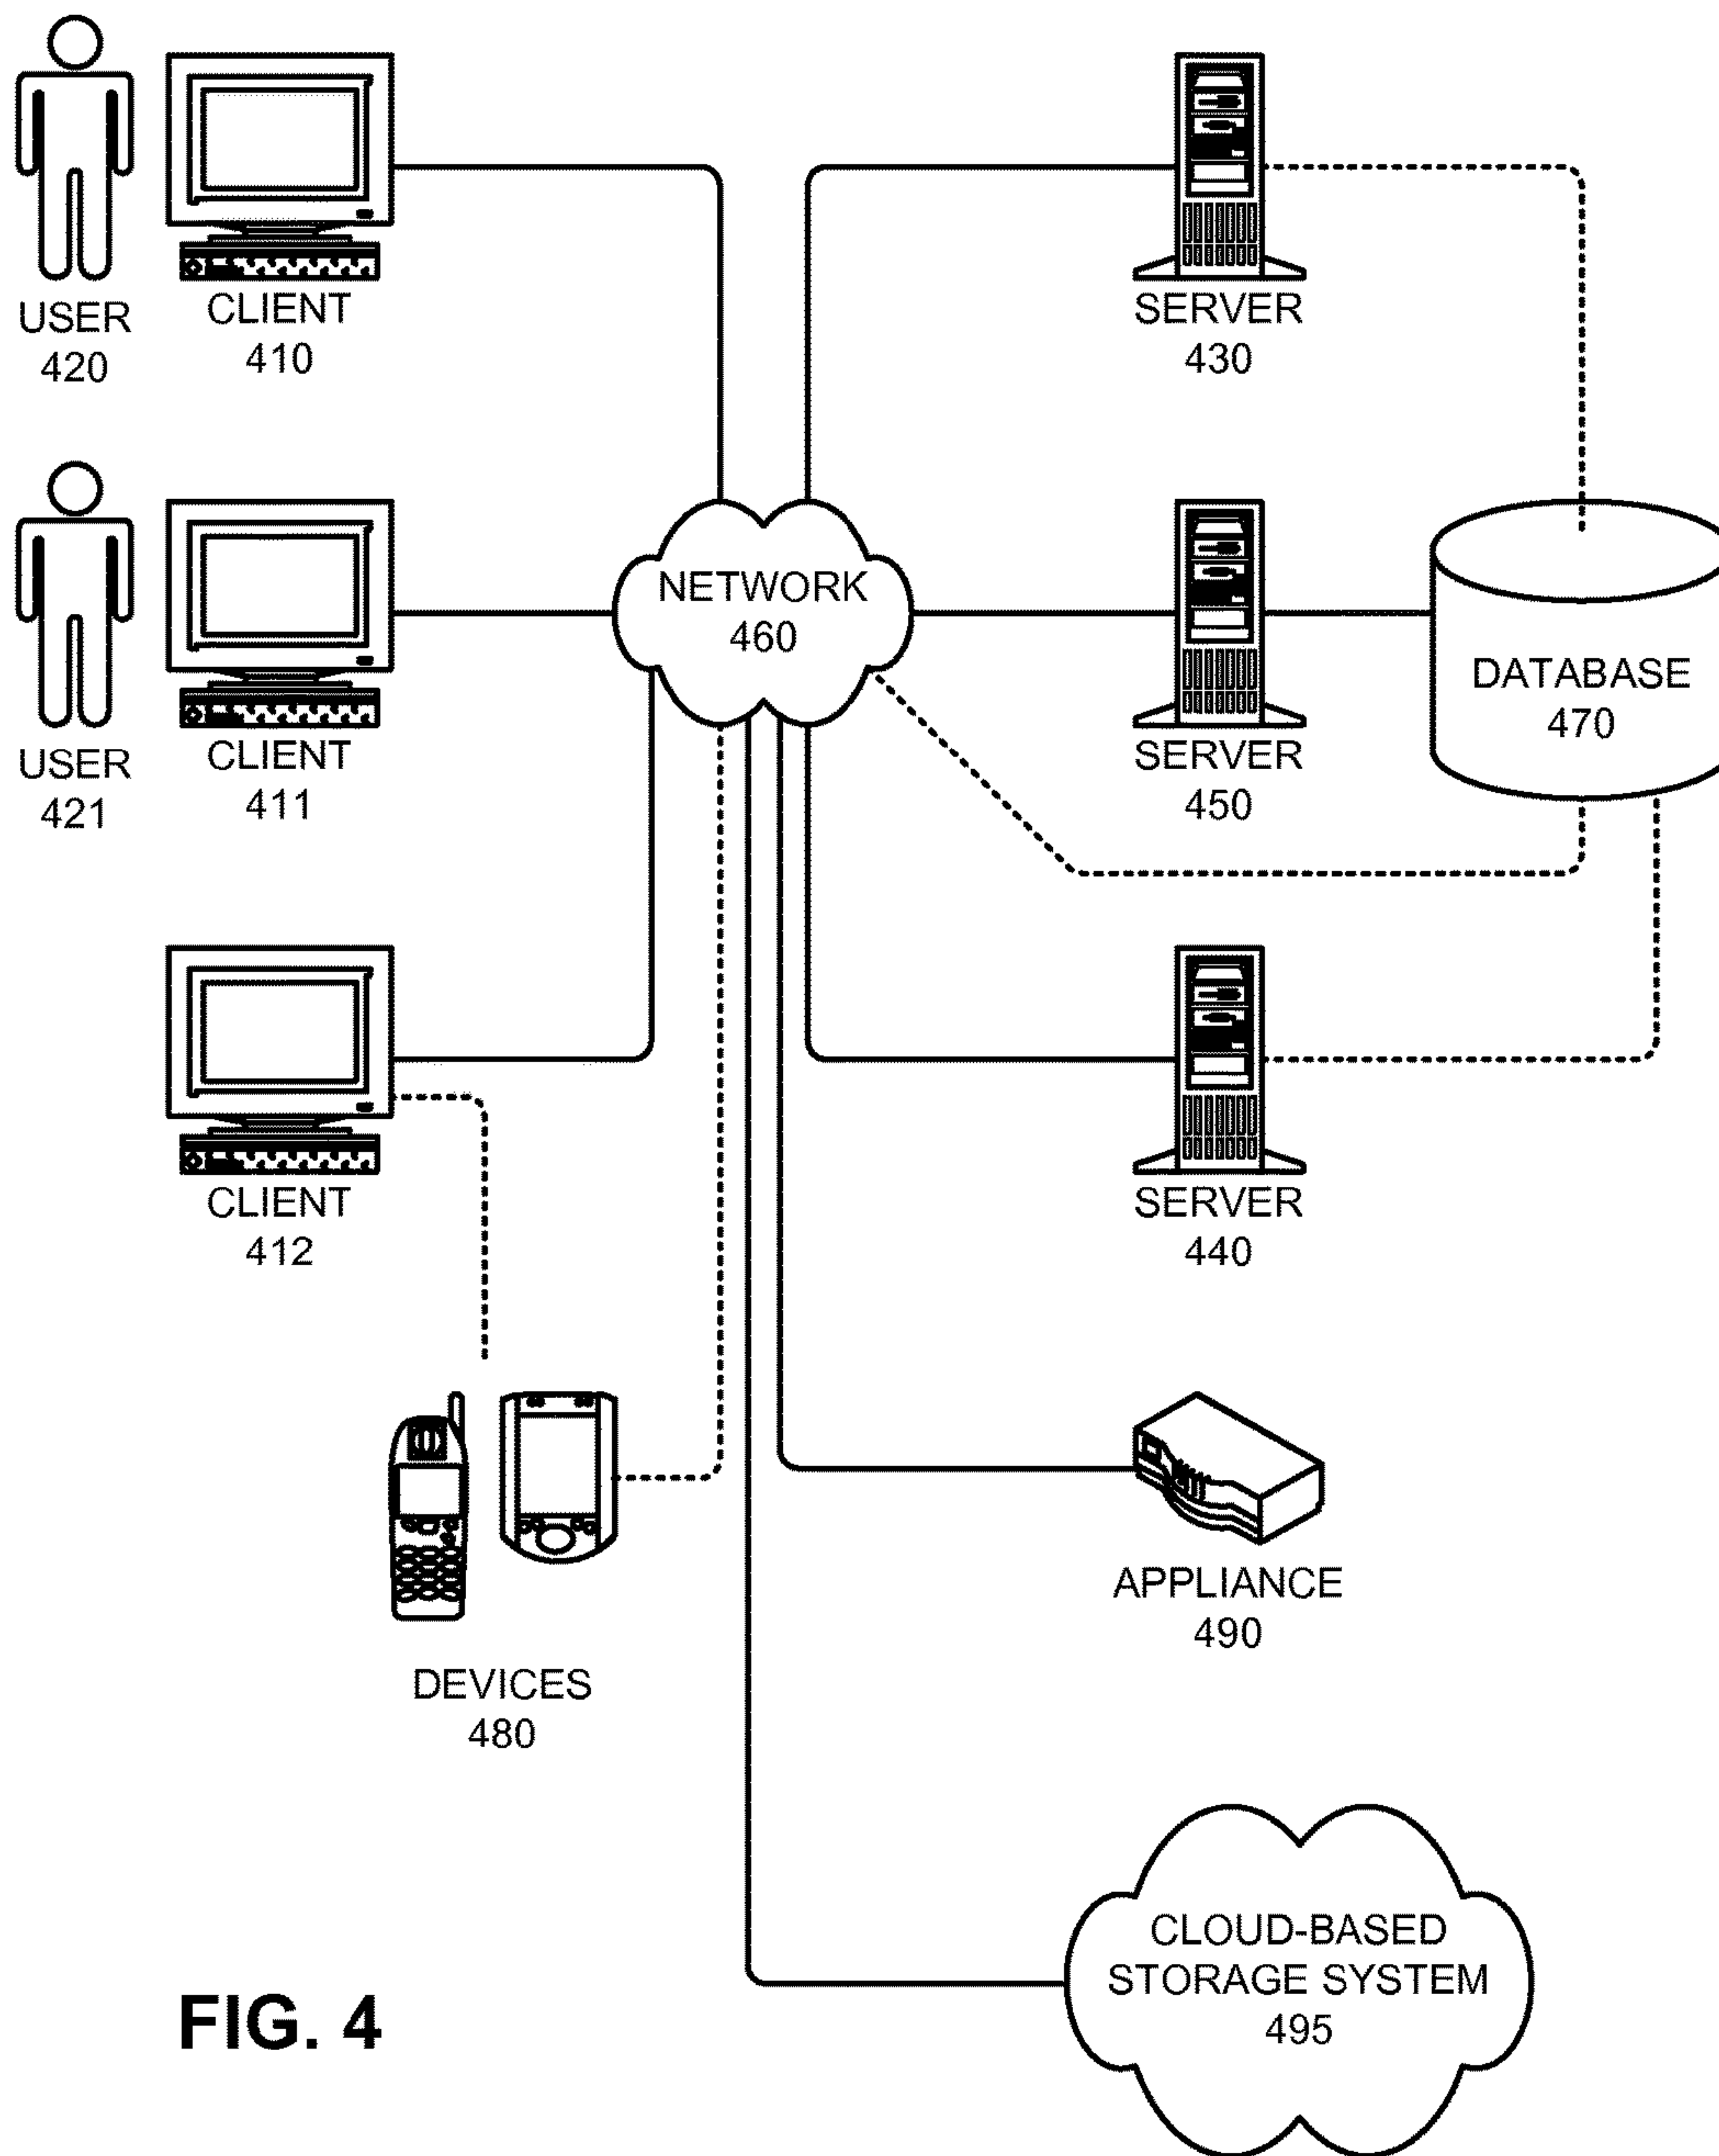 USER
420
CLIENT
410
SERVER
430
USER
421
CLIENT
411
NETWORK
460
SERVER
450
DATABASE
470
CLIENT
412
SERVER
440
DEVICES
480
APPLIANCE
490
CLOUD-BASED
STORAGE SYSTEM
495
FIG. 4